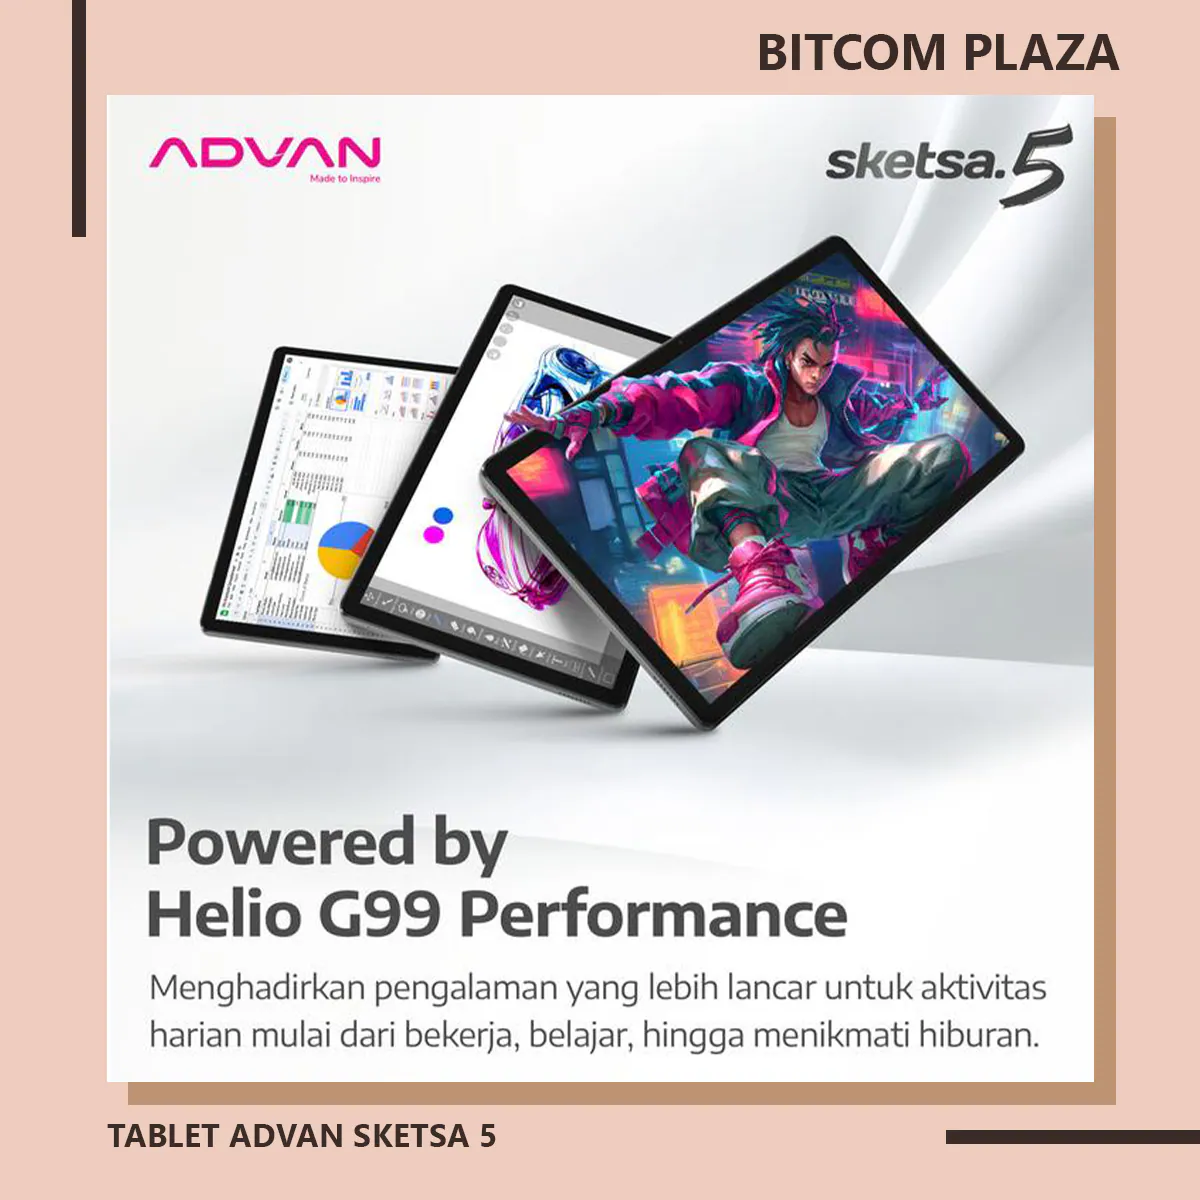 BITCOM PLAZA
ADVAN
Made to Inspire
sketsa.5
Powered by
Helio G99 Performance
Menghadirkan pengalaman yang lebih lancar untuk aktivitas
harian mulai dari bekerja, belajar, hingga menikmati hiburan.
TABLET ADVAN SKETSA 5